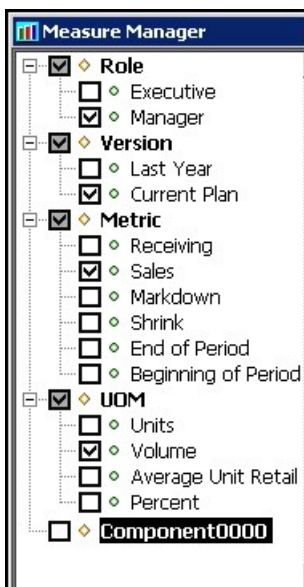 Measure Manager
Role
Executive
Manager
Version
Last Year
Current Plan
Metric
Receiving
Sales
Markdown
Shrink
End of Period
Beginning of Period
UOM
Units
Volume
Average Unit Retail
Percent
Component0000